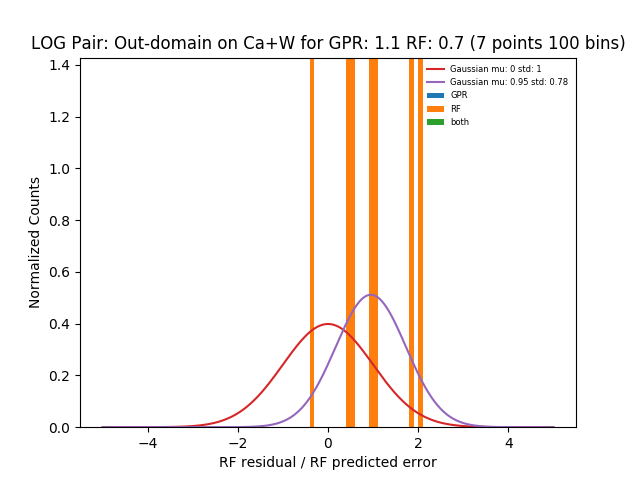 LOG Pair: Out-domain on Ca+W for GPR: 1.1 RF: 0.7 (7 points 100 bins)
Gaussian mu: 0 std: 1
Gaussian mu: 0.95 std: 0.78
GPR
RF
both
Normalized Counts
1.4
1.2
1.0
0.8
0.6
0.4
0.2
0.0
−4
−2
0
2
4
RF residual / RF predicted error